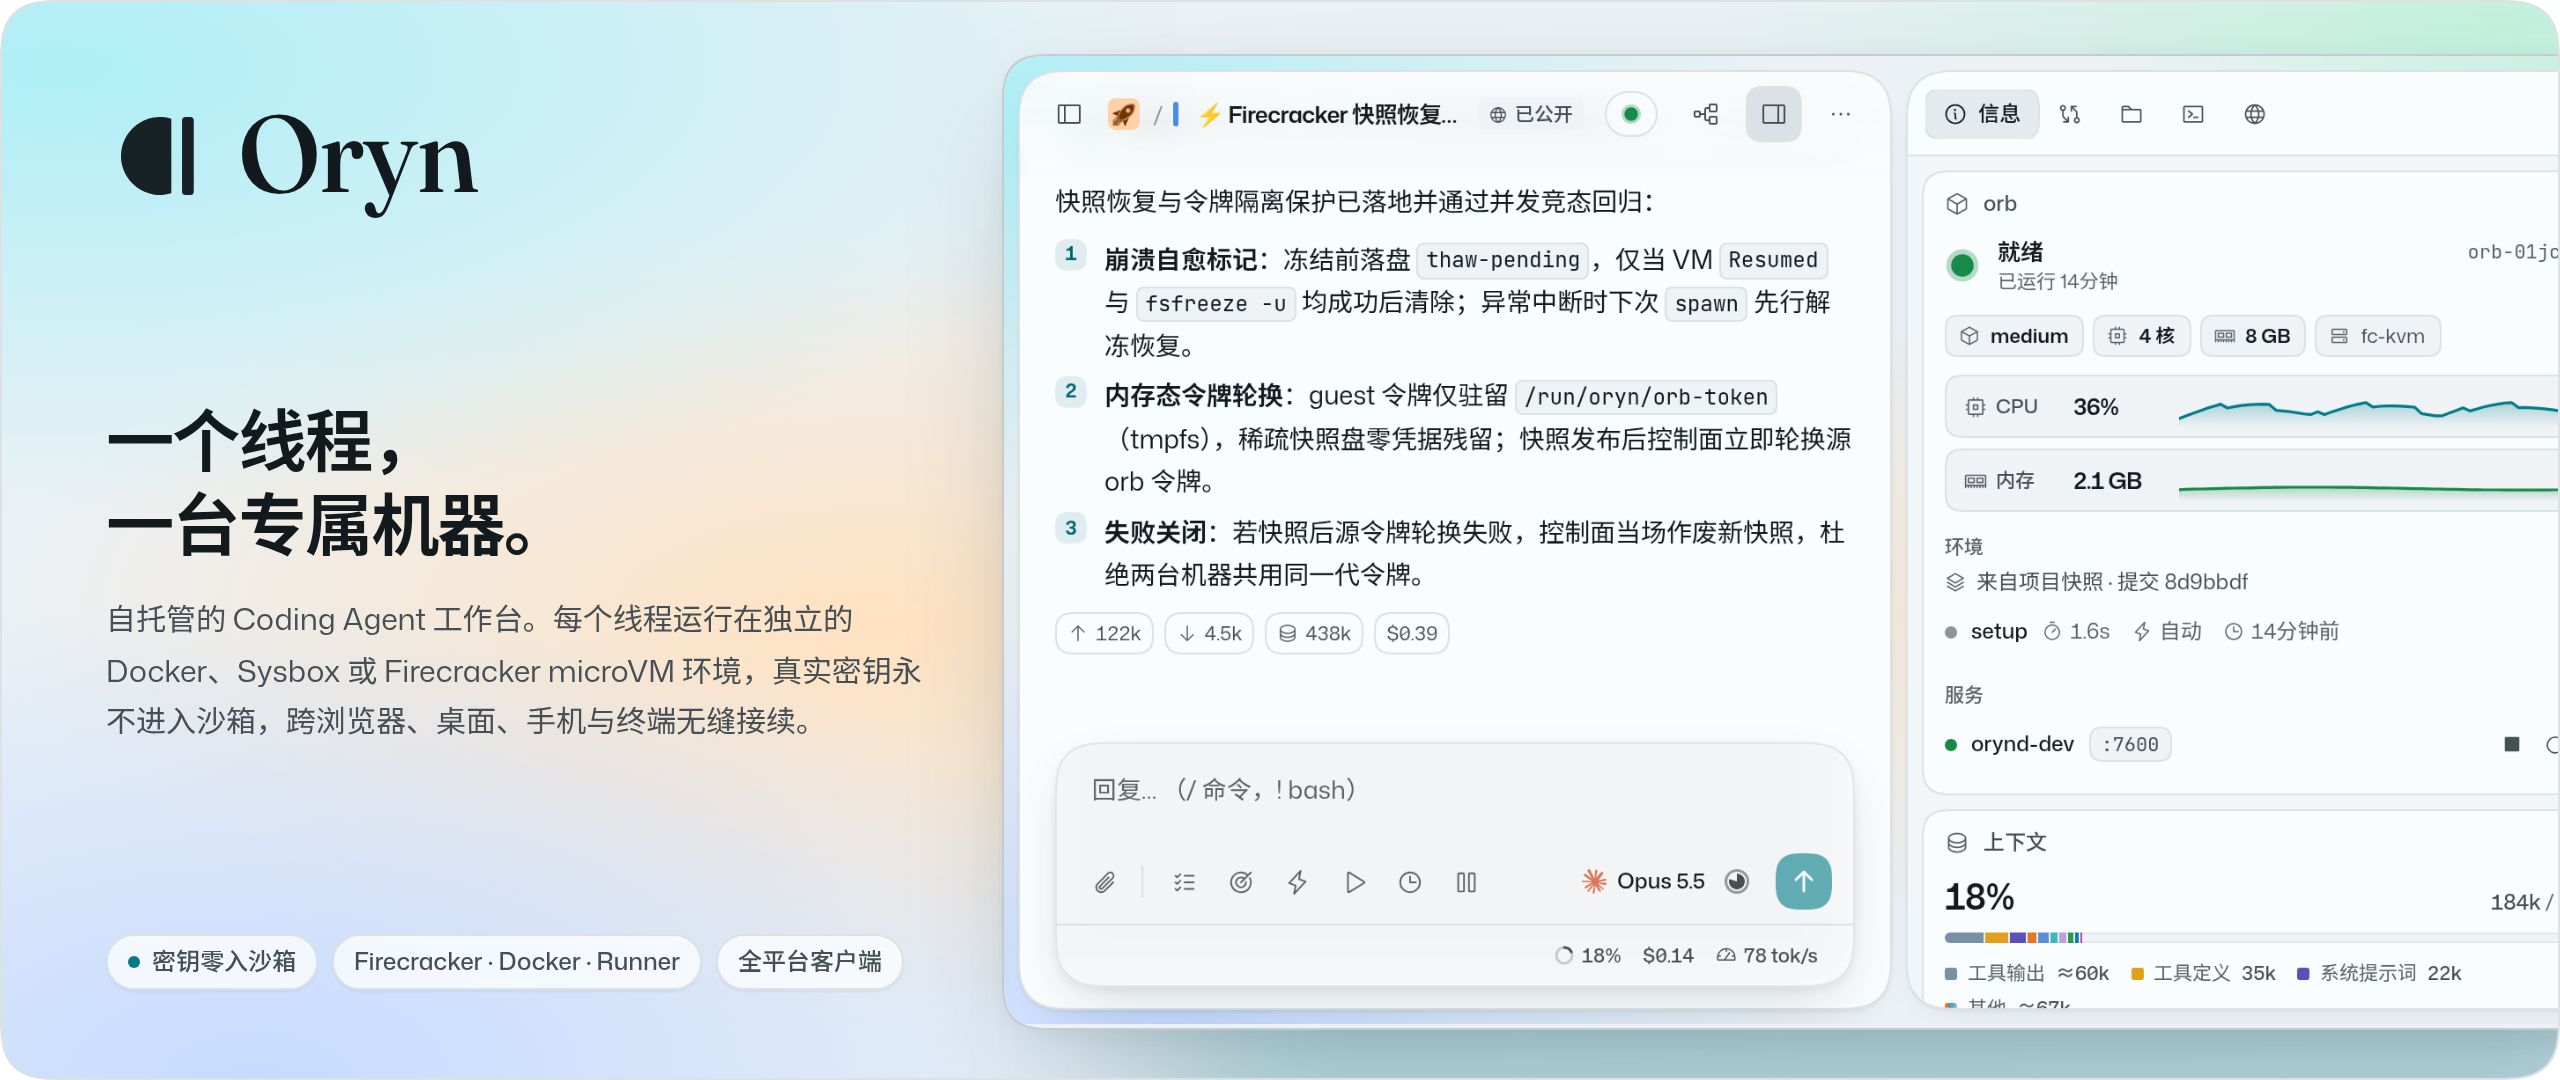 Oryn
一个线程，
一台专属机器。
自托管的 Coding Agent 工作台。每个线程运行在独立的
Docker、Sysbox 或 Firecracker microVM 环境，真实密钥永
不进入沙箱，跨浏览器、桌面、手机与终端无缝接续。
密钥零入沙箱
Firecracker · Docker · Runner
全平台客户端
/ ⚡ Firecracker 快照恢复... 已公开
快照恢复与令牌隔离保护已落地并通过并发竞态回归：
1 崩溃自愈标记：冻结前落盘 thaw-pending，仅当 VM Resumed
与 fsfreeze -u 均成功后清除；异常中断时下次 spawn 先行解
冻恢复。
2 内存态令牌轮换：guest 令牌仅驻留 /run/oryn/orb-token
（tmpfs），稀疏快照盘零凭据残留；快照发布后控制面立即轮换源
orb 令牌。
3 失败关闭：若快照后源令牌轮换失败，控制面当场作废新快照，杜
绝两台机器共用同一代令牌。
↑ 122k ↓ 4.5k 438k $0.39
回复... （/ 命令，! bash）
Opus 5.5
18% $0.14 78 tok/s
信息
orb
就绪 orb-01jc
已运行 14分钟
medium 4 核 8 GB fc-kvm
CPU 36%
内存 2.1 GB
环境
来自项目快照 · 提交 8d9bbdf
setup 1.6s 自动 14分钟前
服务
orynd-dev :7600
上下文
18% 184k /
工具输出 ≈60k 工具定义 35k 系统提示词 22k
其他 ≈67k